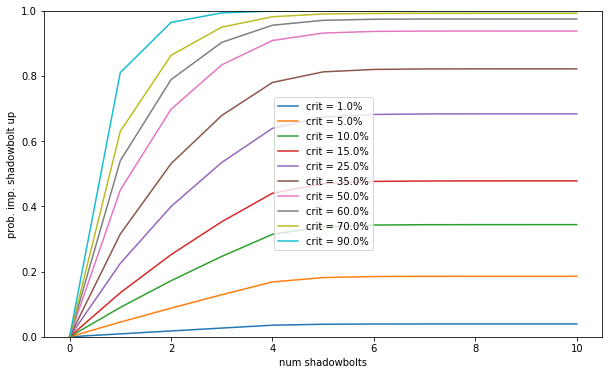 1.0
0.8
0.6
0.4
0.2
0.0
prob. imp. shadowbolt up
crit = 1.0%
crit = 5.0%
crit = 10.0%
crit = 15.0%
crit = 25.0%
crit = 35.0%
crit = 50.0%
crit = 60.0%
crit = 70.0%
crit = 90.0%
0 2 4 6 8 10
num shadowbolts